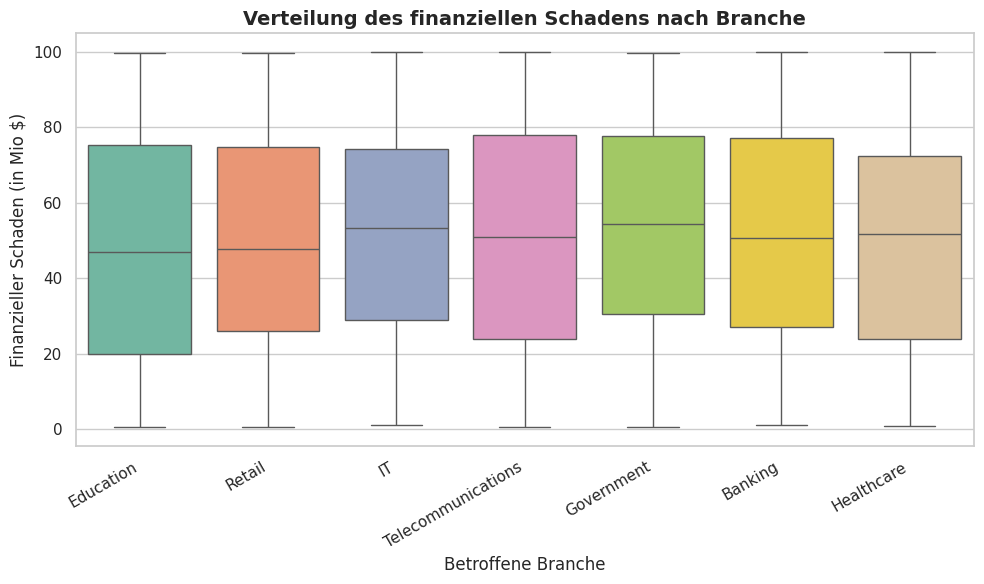 Verteilung des finanziellen Schadens nach Branche
Finanzieller Schaden (in Mio $)
100
80
60
40
20
0
Education
Retail
IT
Telecommunications
Government
Banking
Healthcare
Betroffene Branche